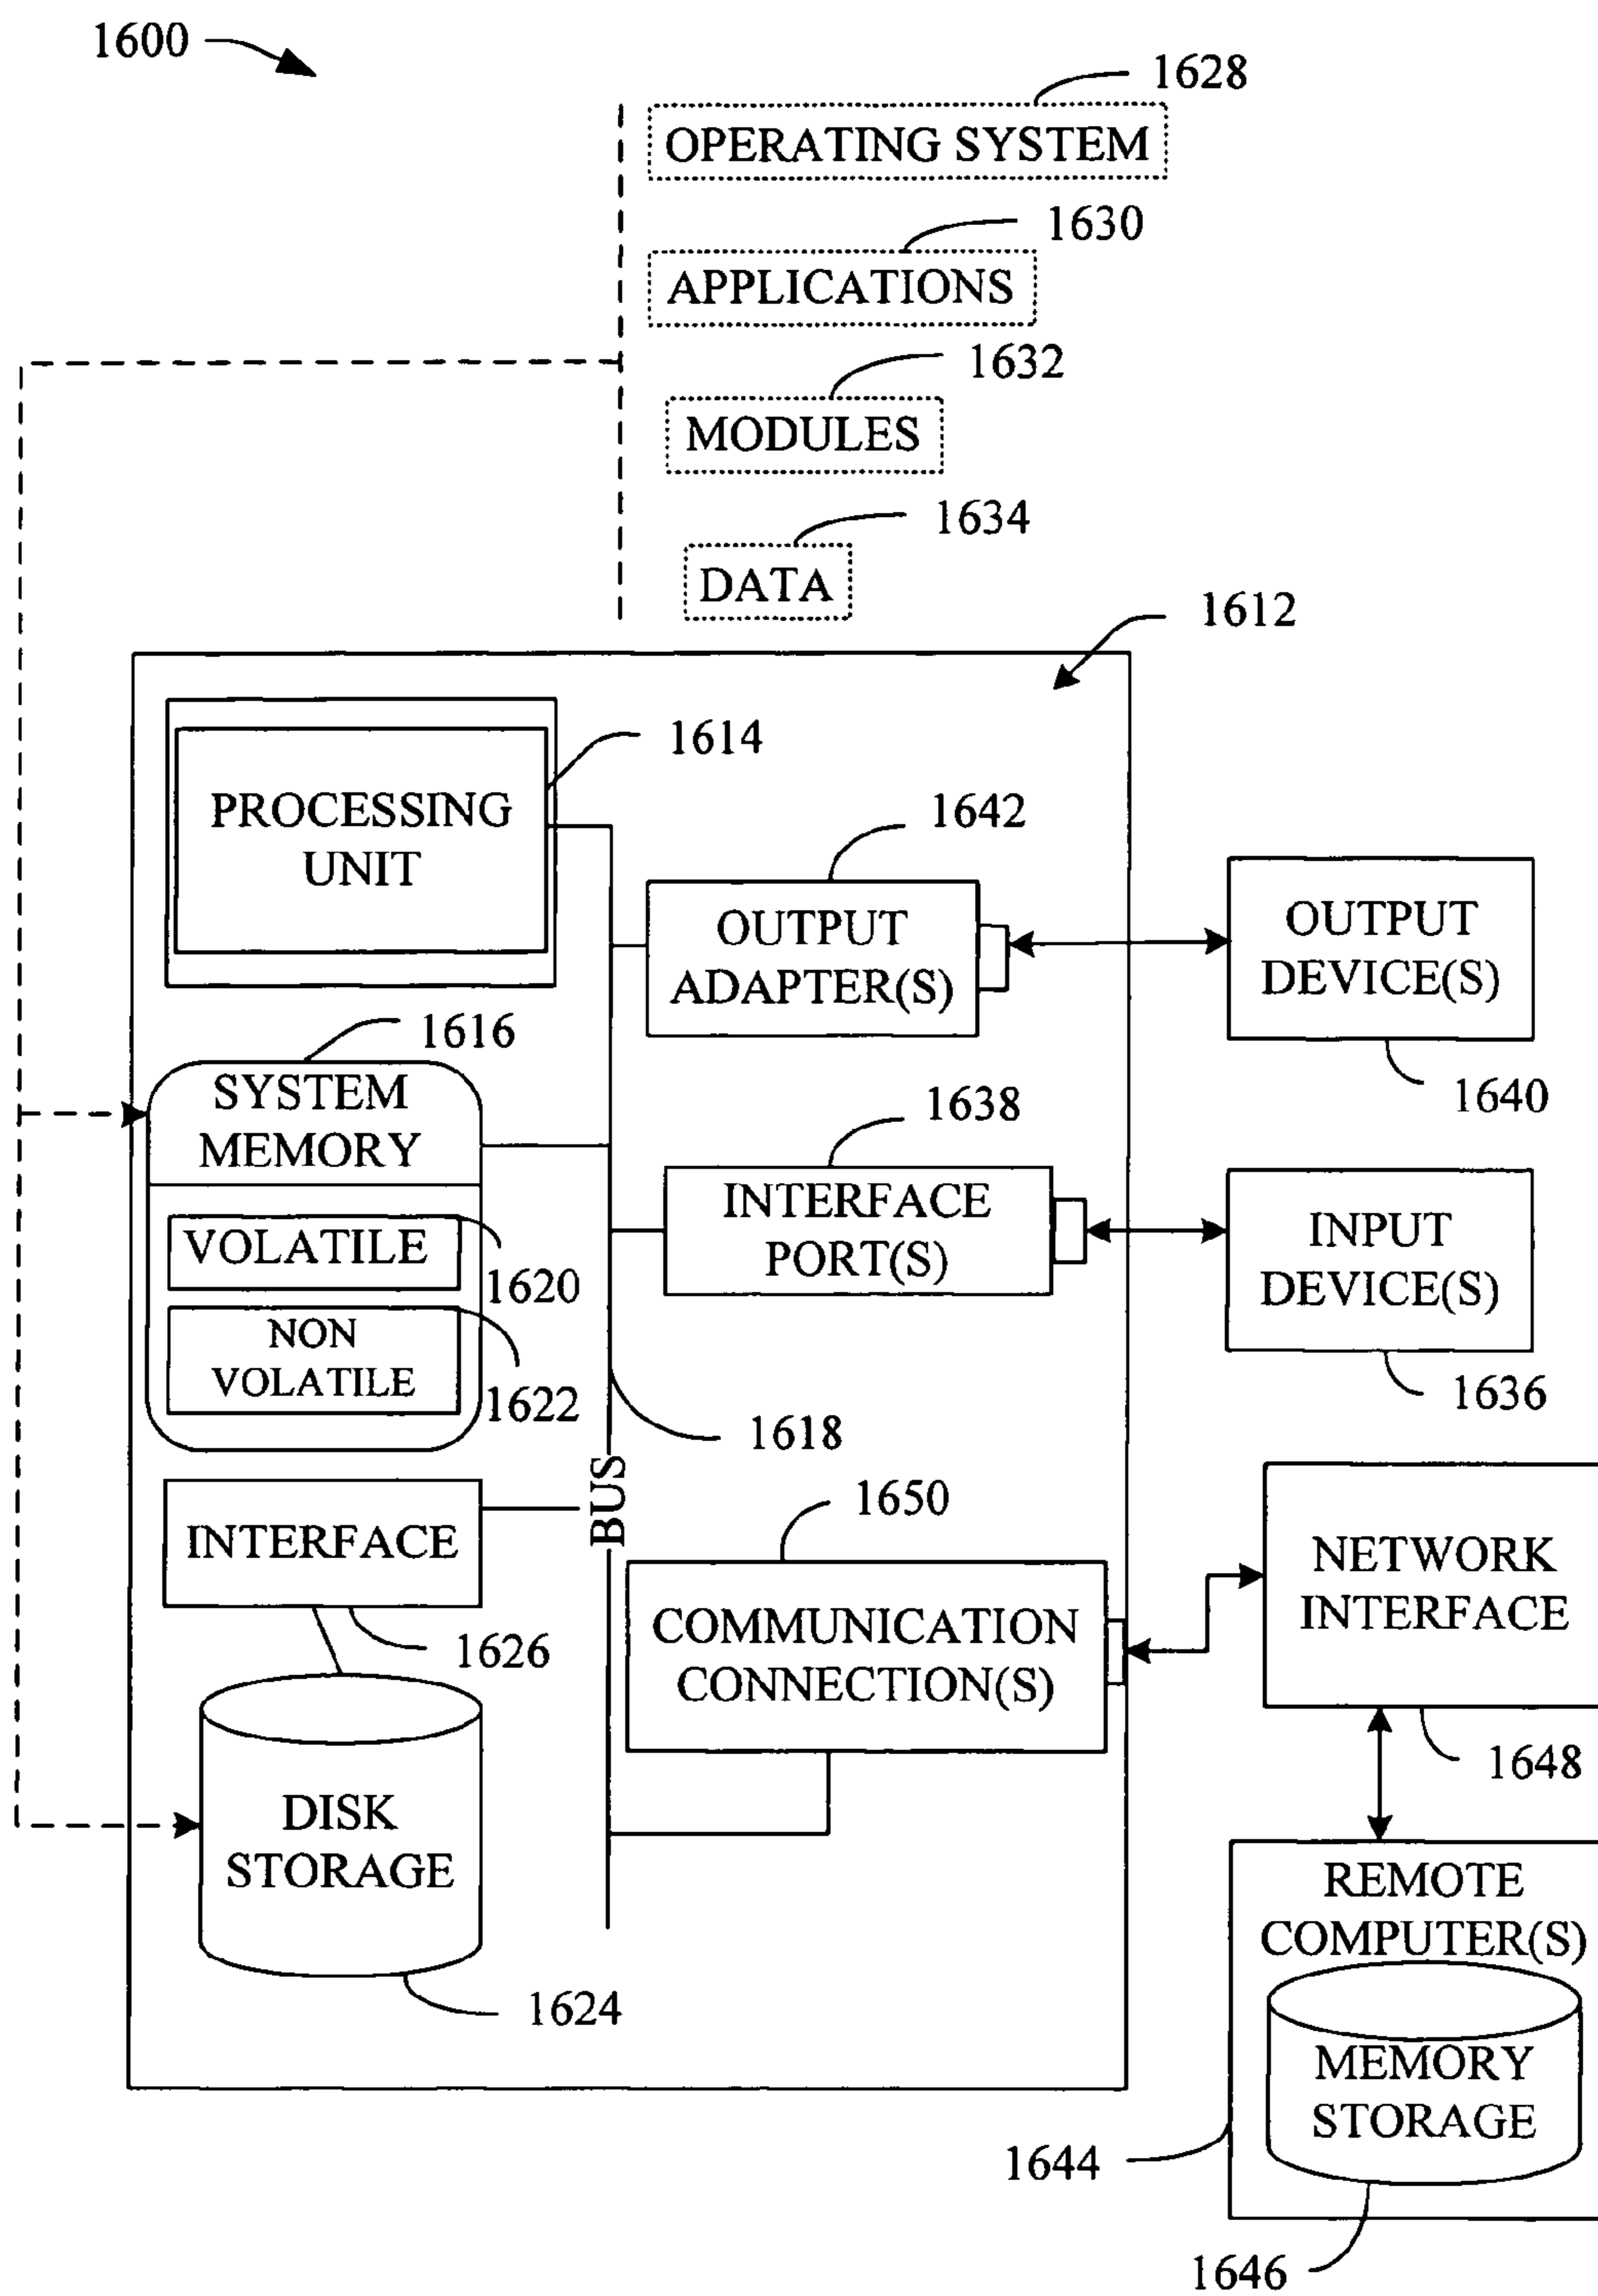 1600
1628
OPERATING SYSTEM
1630
APPLICATIONS
1632
MODULES
1634
DATA
1612
1614
PROCESSING
UNIT
1642
OUTPUT
ADAPTER(S)
OUTPUT
DEVICE(S)
1640
1616
SYSTEM
MEMORY
1638
INTERFACE
PORT(S)
INPUT
DEVICE(S)
1636
VOLATILE
1620
NON
VOLATILE
1622
1618
BUS
INTERFACE
1626
1650
COMMUNICATION
CONNECTION(S)
NETWORK
INTERFACE
1648
DISK
STORAGE
1624
REMOTE
COMPUTER(S)
MEMORY
STORAGE
1644
1646